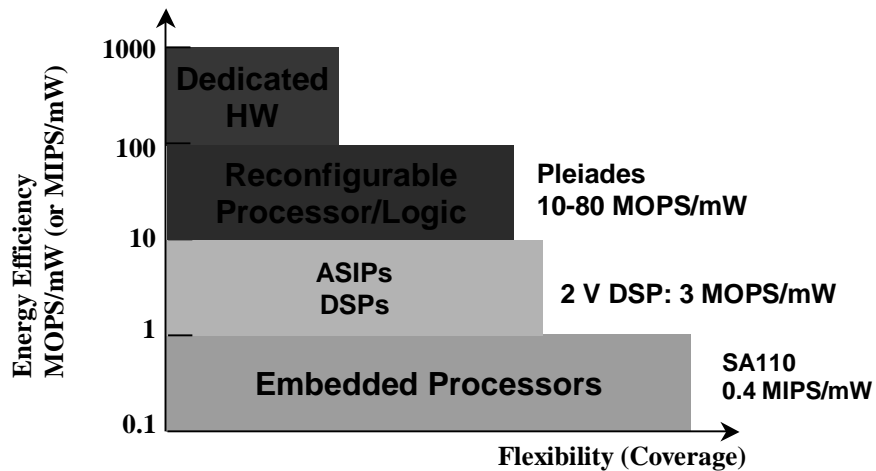 Energy Efficiency
MOPS/mW (or MIPS/mW)
1000
100
10
1
0.1
Dedicated
HW
Reconfigurable
Processor/Logic
Pleiades
10-80 MOPS/mW
ASIPs
DSPs
2 V DSP: 3 MOPS/mW
Embedded Processors
SA110
0.4 MIPS/mW
Flexibility (Coverage)